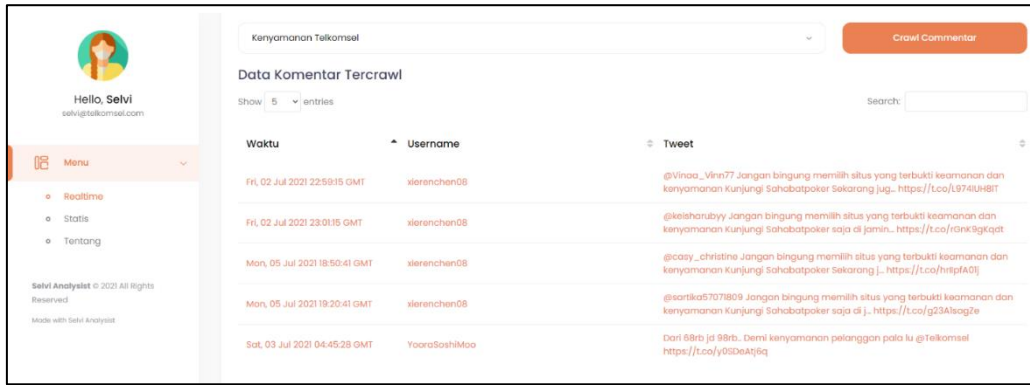 Hello, Selvi
selvi@telkomsel.com
Menu
Realtime
Statis
Tentang
Selvi Analysist © 2021 All Rights
Reserved
Made with Selvi Analysist
Kenyamanan Telkomsel
Crawl Commentar
Data Komentar Tercrawl
Show 5 entries
Search:
Waktu Username Tweet
Fri, 02 Jul 2021 22:59:15 GMT xierenchen08 @Vinaa_Vinn77 Jangan bingung memilih situs yang terbukti keamanan dan
kenyamanan Kunjungi Sahabatpoker Sekarang jug… https://t.co/L974IUHBlT
Fri, 02 Jul 2021 23:01:15 GMT xierenchen08 @keisharubyy Jangan bingung memilih situs yang terbukti keamanan dan
kenyamanan Kunjungi Sahabatpoker saja di jamin… https://t.co/rGnK9gKqdt
Mon, 05 Jul 2021 18:50:41 GMT xierenchen08 @casy_christine Jangan bingung memilih situs yang terbukti keamanan dan
kenyamanan Kunjungi Sahabatpoker Sekarang j… https://t.co/hrlIpfA01j
Mon, 05 Jul 2021 19:20:41 GMT xierenchen08 @sartika57071809 Jangan bingung memilih situs yang terbukti keamanan dan
kenyamanan Kunjungi Sahabatpoker saja di j… https://t.co/g23A1sagZe
Sat, 03 Jul 2021 04:45:28 GMT YooraSoshiMoo Dari 68rb jd 98rb.. Demi kenyamanan pelanggan pala lu @Telkomsel
https://t.co/y0SDeAtj6q